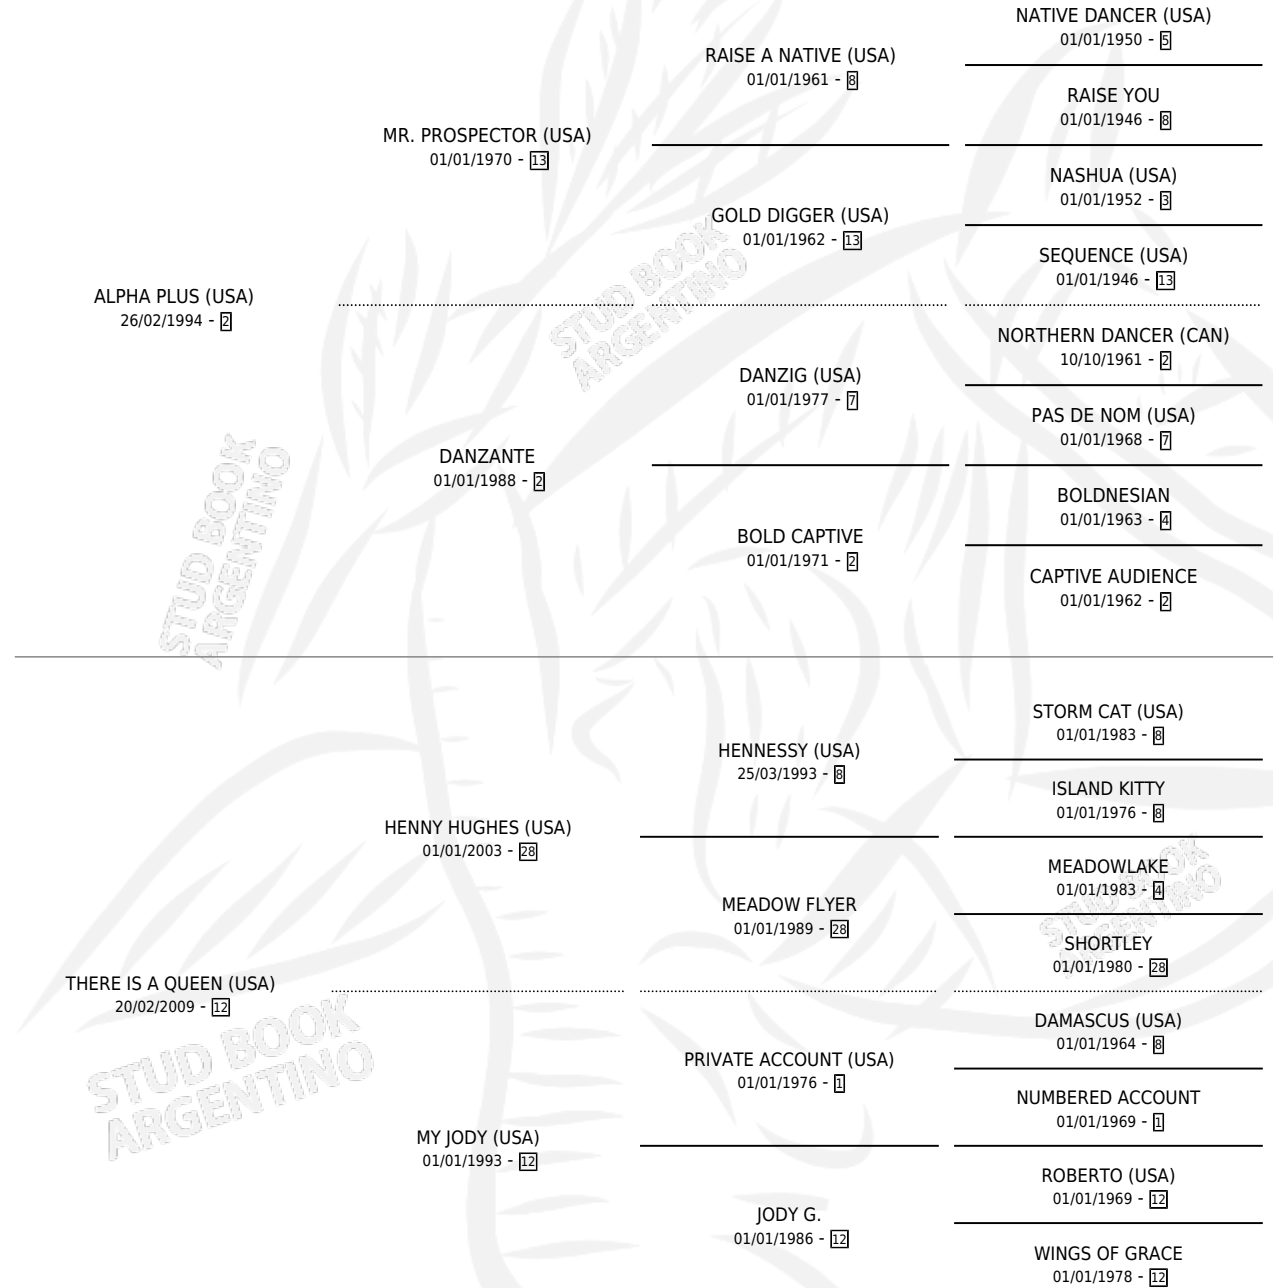 NATIVE DANCER (USA)
01/01/1950 - 5
RAISE A NATIVE (USA)
01/01/1961 - 8
RAISE YOU
01/01/1946 - 8
MR. PROSPECTOR (USA)
01/01/1970 - 13
NASHUA (USA)
01/01/1952 - 3
GOLD DIGGER (USA)
01/01/1962 - 13
SEQUENCE (USA)
01/01/1946 - 13
ALPHA PLUS (USA)
26/02/1994 - 2
STUD BOOK
ARGENTINO
NORTHERN DANCER (CAN)
10/10/1961 - 2
DANZIG (USA)
01/01/1977 - 7
PAS DE NOM (USA)
01/01/1968 - 7
DANZANTE
01/01/1988 - 2
BOLDNESIAN
01/01/1963 - 4
BOLD CAPTIVE
01/01/1971 - 2
CAPTIVE AUDIENCE
01/01/1962 - 2
STUD BOOK
ARGENTINO
STORM CAT (USA)
01/01/1983 - 8
HENNESSY (USA)
25/03/1993 - 8
ISLAND KITTY
01/01/1976 - 8
HENNY HUGHES (USA)
01/01/2003 - 28
MEADOWLAKE
01/01/1983 - 4
MEADOW FLYER
01/01/1989 - 28
SHORTLEY
01/01/1980 - 28
STUD BOOK
ARGENTINO
THERE IS A QUEEN (USA)
20/02/2009 - 12
STUD BOOK
ARGENTINO
DAMASCUS (USA)
01/01/1964 - 8
PRIVATE ACCOUNT (USA)
01/01/1976 - 1
NUMBERED ACCOUNT
01/01/1969 - 1
MY JODY (USA)
01/01/1993 - 12
ROBERTO (USA)
01/01/1969 - 12
JODY G.
01/01/1986 - 12
WINGS OF GRACE
01/01/1978 - 12